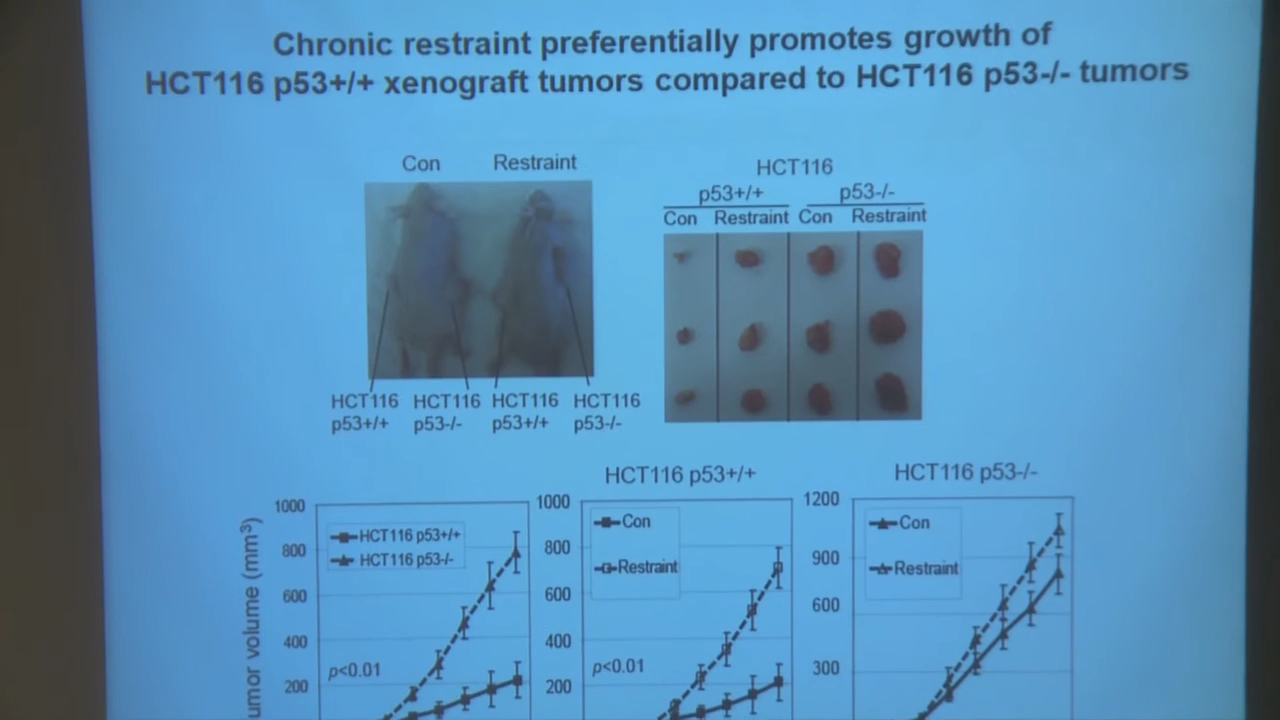 Chronic restraint preferentially promotes growth of
HCT116 p53+/+ xenograft tumors compared to HCT116 p53-/- tumors
Con Restraint
HCT116 HCT116 HCT116 HCT116
p53+/+ p53-/- p53+/+ p53-/-
HCT116
p53+/+ p53-/-
Con Restraint Con Restraint
umor volume (mm³)
1000
800
600
400
200
HCT116 p53+/+
HCT116 p53-/-
p<0.01
HCT116 p53+/+
1000
800
600
400
200
Con
Restraint
p<0.01
HCT116 p53-/-
1200
900
600
300
Con
Restraint